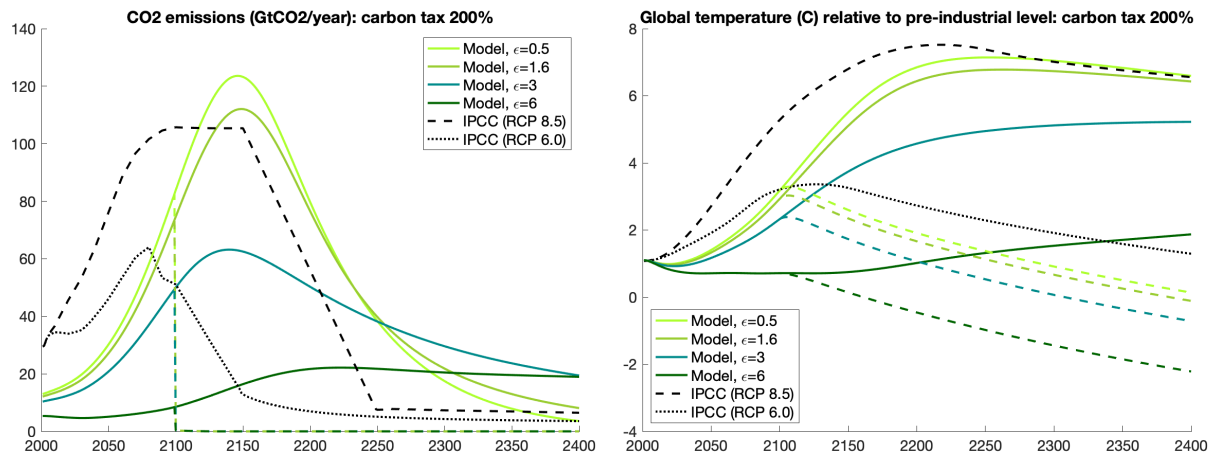 CO2 emissions (GtCO2/year): carbon tax 200%
140
120
100
80
60
40
20
0
2000 2050 2100 2150 2200 2250 2300 2350 2400
Model, ϵ=0.5
Model, ϵ=1.6
Model, ϵ=3
Model, ϵ=6
IPCC (RCP 8.5)
IPCC (RCP 6.0)
Global temperature (C) relative to pre-industrial level: carbon tax 200%
8
6
4
2
0
-2
-4
2000 2050 2100 2150 2200 2250 2300 2350 2400
Model, ϵ=0.5
Model, ϵ=1.6
Model, ϵ=3
Model, ϵ=6
IPCC (RCP 8.5)
IPCC (RCP 6.0)